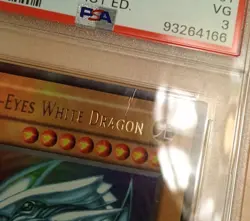 ST ED.
VG
PSA
3
93264166
-EYES WHITE DRAGON